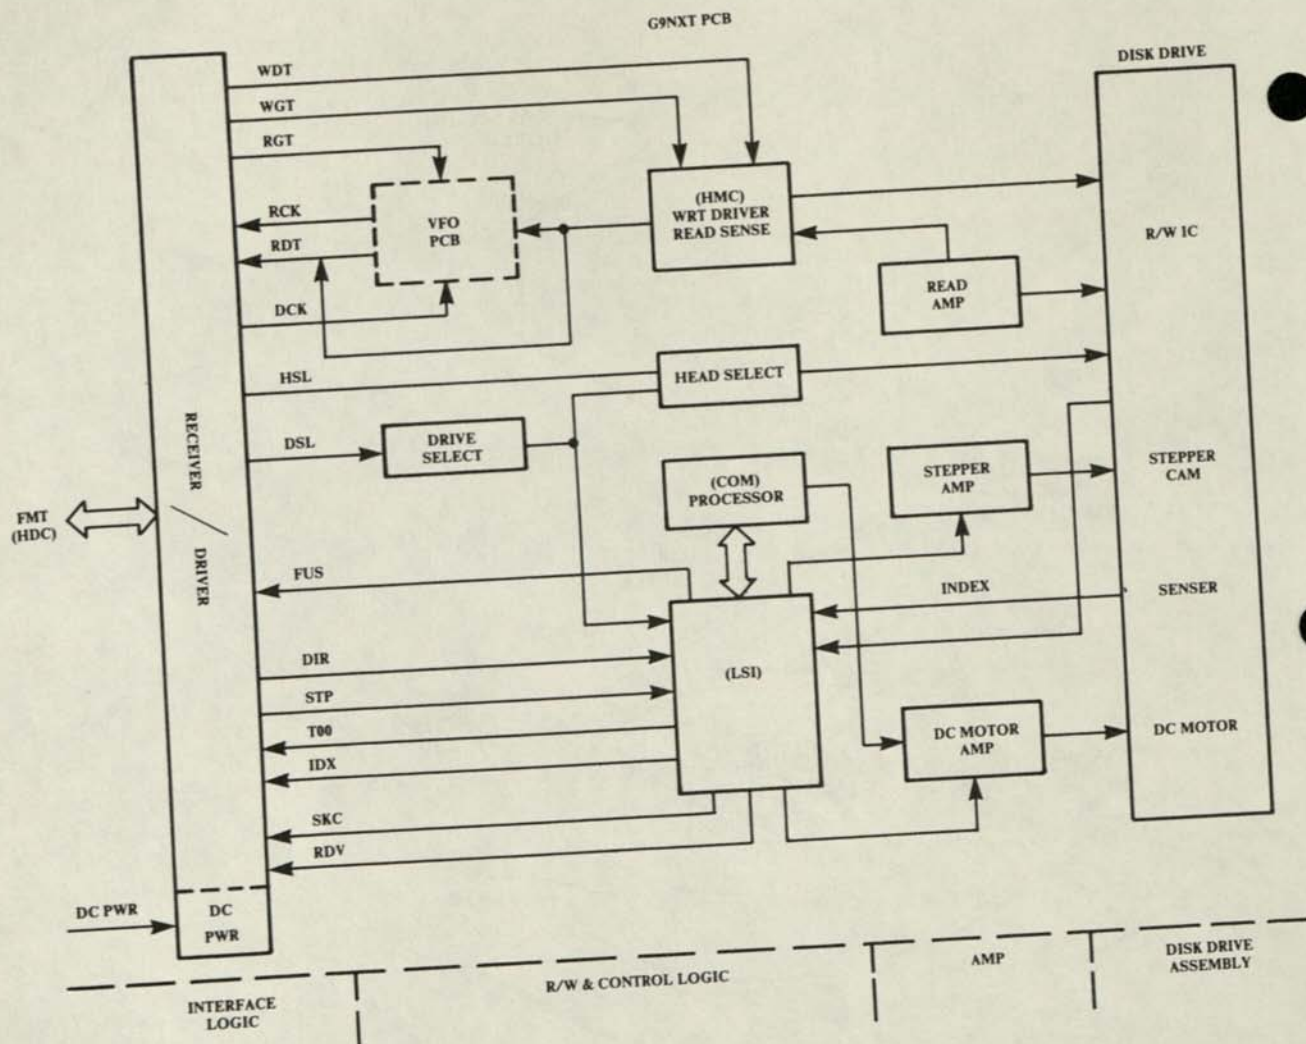 G9NXT PCB
DISK DRIVE
WDT
WGT
RGT
RCK
RDT
DCK
VFO
PCB
(HMC)
WRT DRIVER
READ SENSE
R/W IC
READ
AMP
HSL
HEAD SELECT
DSL
DRIVE
SELECT
(COM)
PROCESSOR
STEPPER
AMP
STEPPER
CAM
RECEIVER
/
DRIVER
FMT
(HDC)
FUS
INDEX
SENSER
DIR
STP
T00
IDX
(LSI)
DC MOTOR
AMP
DC MOTOR
SKC
RDV
DC PWR
DC
PWR
INTERFACE
LOGIC
R/W & CONTROL LOGIC
AMP
DISK DRIVE
ASSEMBLY